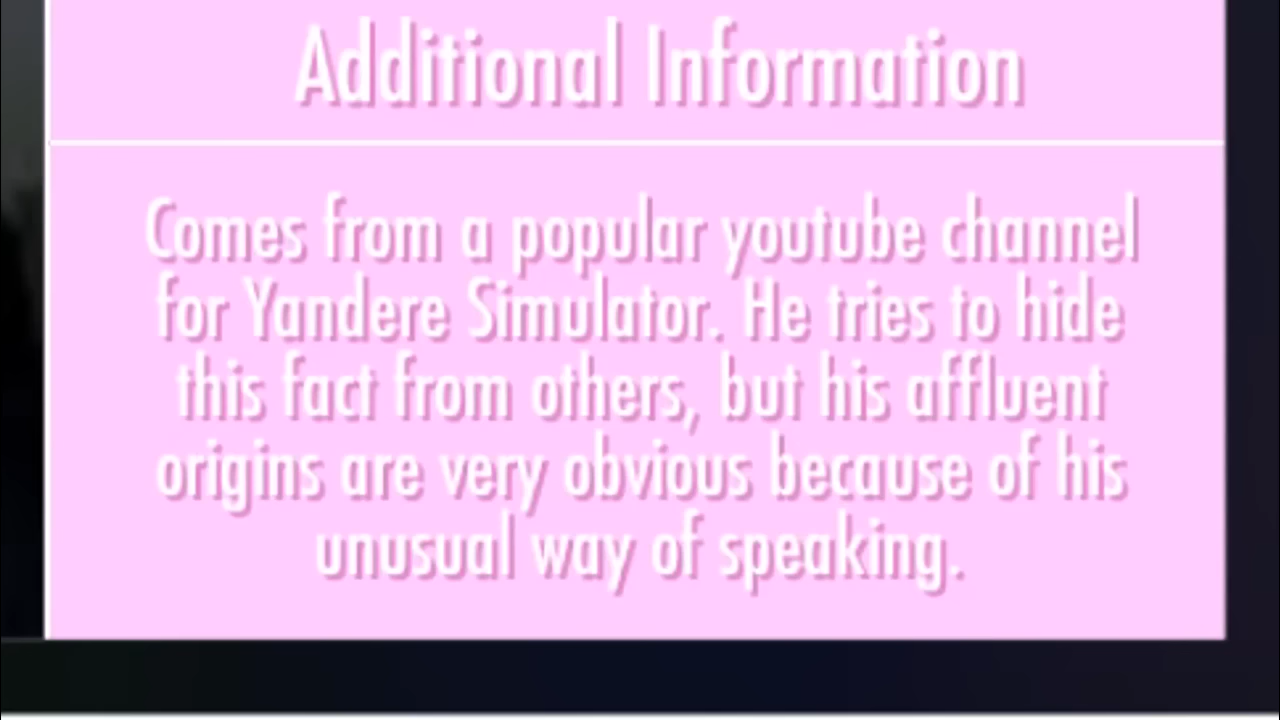 Additional Information
Comes from a popular youtube channel
for Yandere Simulator. He tries to hide
this fact from others, but his affluent
origins are very obvious because of his
unusual way of speaking.